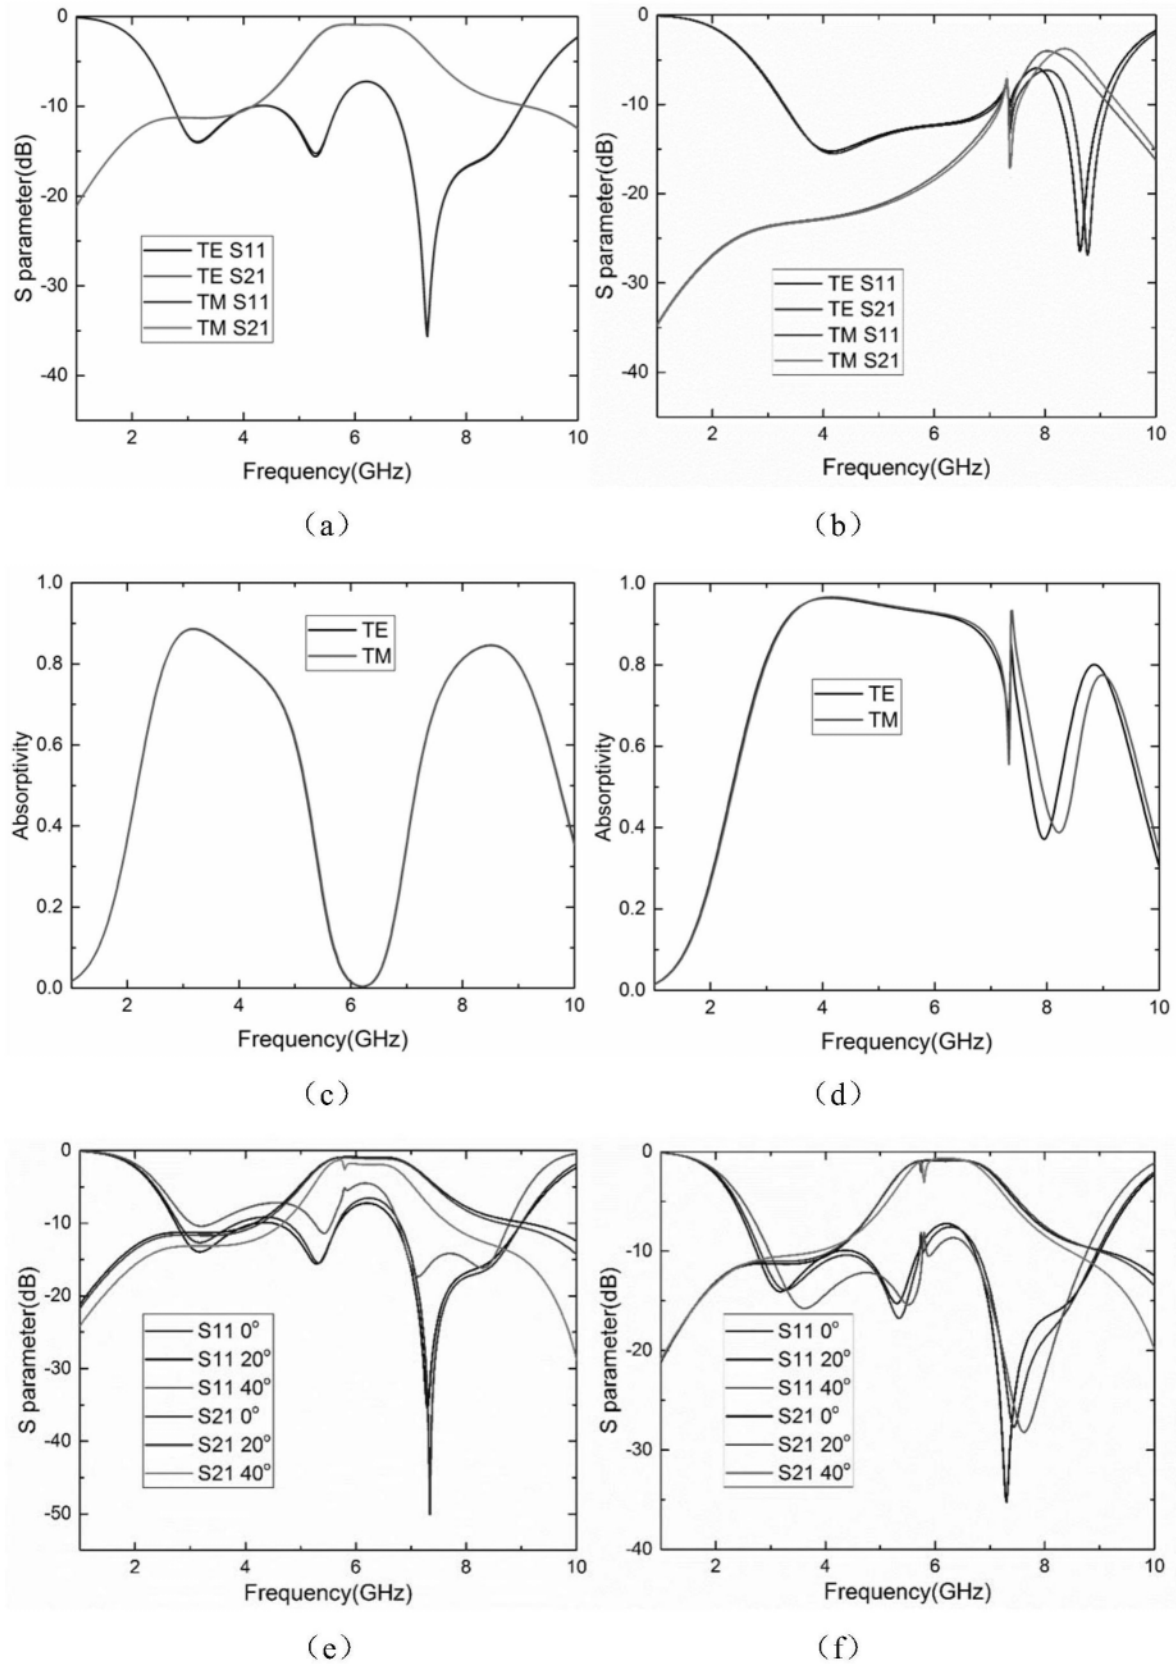 0
-10
-20
-30
-40
S parameter(dB)
TE S11
TE S21
TM S11
TM S21
2
4
6
8
10
Frequency(GHz)
(a)
0
-10
-20
-30
-40
S parameter(dB)
TE S11
TE S21
TM S11
TM S21
2
4
6
8
10
Frequency(GHz)
(b)
1.0
0.8
0.6
0.4
0.2
0.0
Absorptivity
TE
TM
2
4
6
8
10
Frequency(GHz)
(c)
1.0
0.8
0.6
0.4
0.2
0.0
Absorptivity
TE
TM
2
4
6
8
10
Frequency(GHz)
(d)
0
-10
-20
-30
-40
-50
S parameter(dB)
S11 0°
S11 20°
S11 40°
S21 0°
S21 20°
S21 40°
2
4
6
8
10
Frequency(GHz)
(e)
0
-10
-20
-30
-40
S parameter(dB)
S11 0°
S11 20°
S11 40°
S21 0°
S21 20°
S21 40°
2
4
6
8
10
Frequency(GHz)
(f)